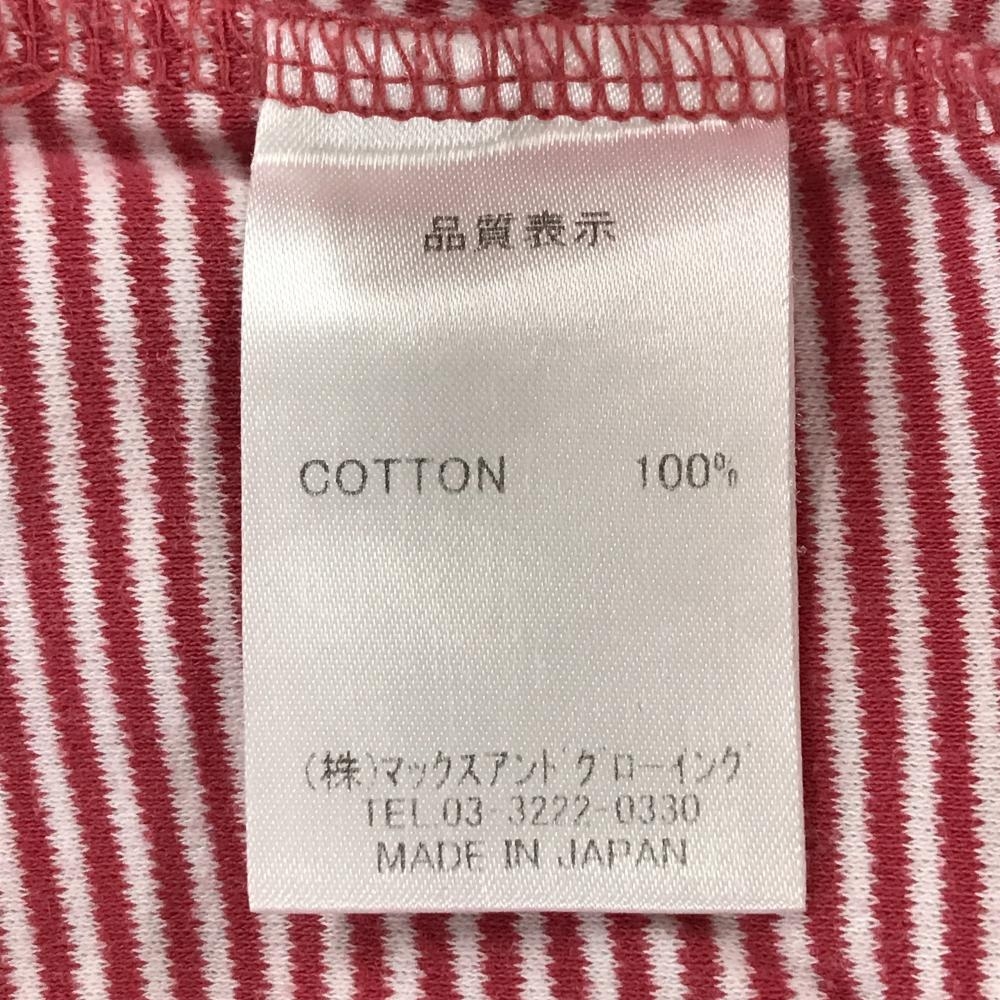 品質表示
COTTON 100%
(株)マックスアンドグローイング
TEL.03-3222-0330
MADE IN JAPAN